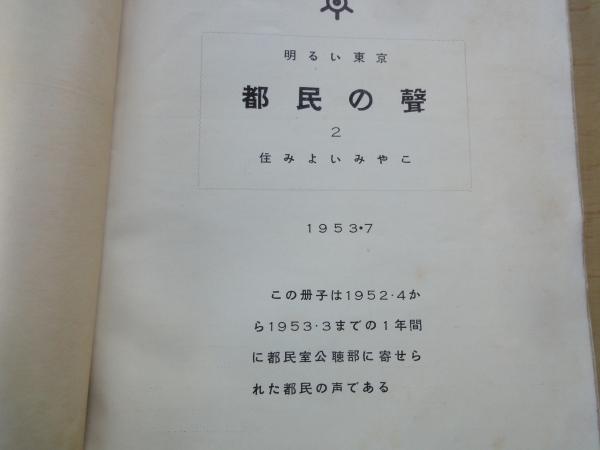 明るい東京
都民の聲
2
住みよいみやこ
1953・7
この册子は1952・4か
ら1953・3までの1年間
に都民室公聴部に寄せら
れた都民の声である